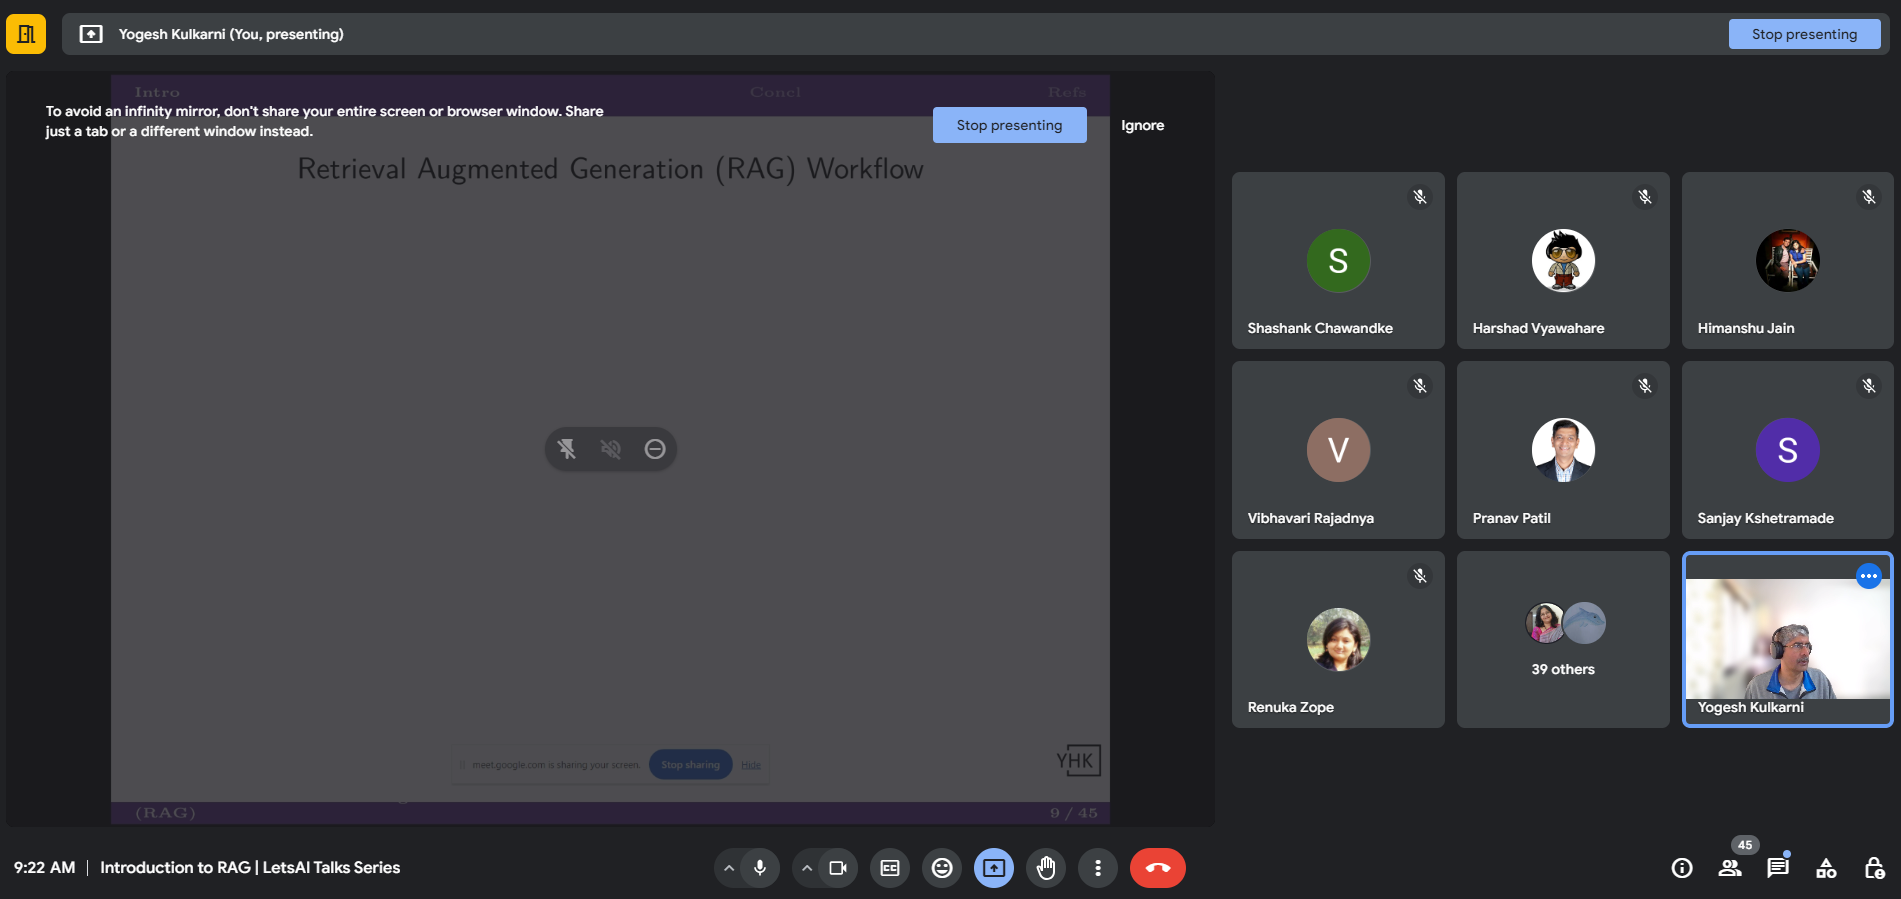 Yogesh Kulkarni (You, presenting)
Stop presenting
Intro Concl Refs
To avoid an infinity mirror, don't share your entire screen or browser window. Share
just a tab or a different window instead.
Stop presenting
Ignore
Retrieval Augmented Generation (RAG) Workflow
S
Shashank Chawandke
Harshad Vyawahare
Himanshu Jain
V
Vibhavari Rajadnya
Pranav Patil
S
Sanjay Kshetramade
Renuka Zope
39 others
Yogesh Kulkarni
meet.google.com is sharing your screen. Stop sharing Hide
YHK
(RAG) 9 / 45
9:22 AM | Introduction to RAG | LetsAI Talks Series
CC
45